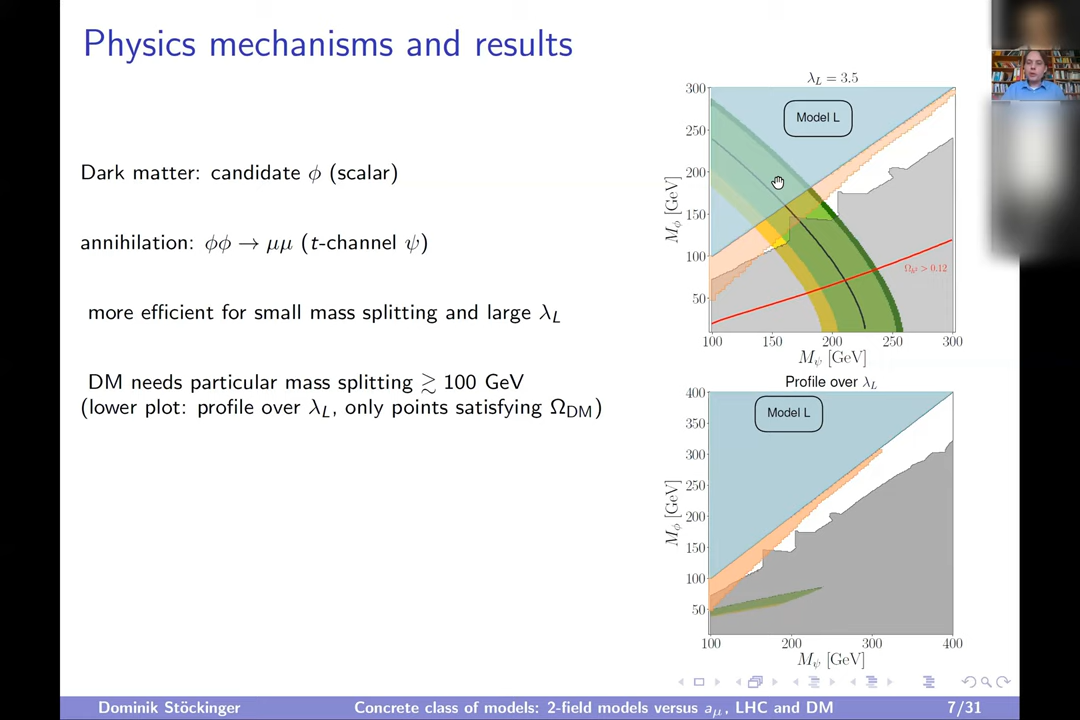 Physics mechanisms and results
Dark matter: candidate ϕ (scalar)
annihilation: ϕϕ → μμ (t-channel ψ)
more efficient for small mass splitting and large λ_L
DM needs particular mass splitting ≳ 100 GeV
(lower plot: profile over λ_L, only points satisfying Ω_DM)
λ_L = 3.5
Model L
M_ϕ [GeV]
300
250
200
150
100
50
Ω_h² > 0.12
100 150 200 250 300
M_ψ [GeV]
Profile over λ_L
Model L
M_ϕ [GeV]
400
350
300
250
200
150
100
50
100 200 300 400
M_ψ [GeV]
Dominik Stöckinger Concrete class of models: 2-field models versus a_μ, LHC and DM 7/31